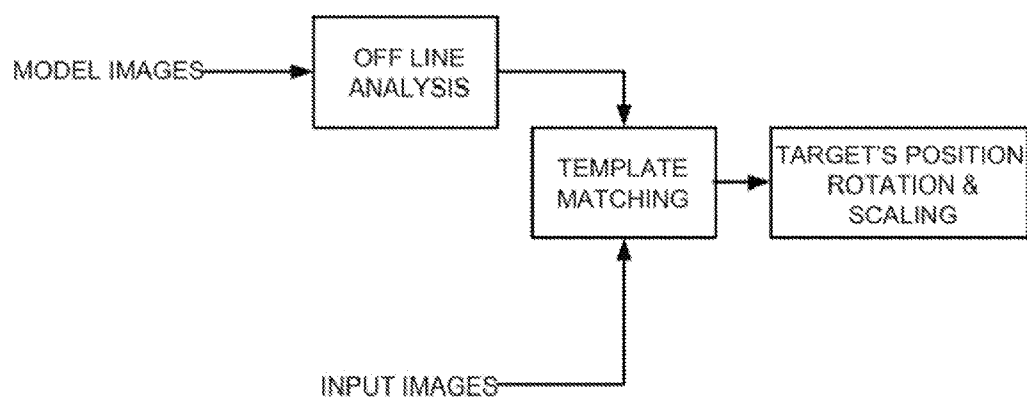 MODEL IMAGES
OFF LINE
ANALYSIS
TEMPLATE
MATCHING
TARGET'S POSITION
ROTATION &
SCALING
INPUT IMAGES